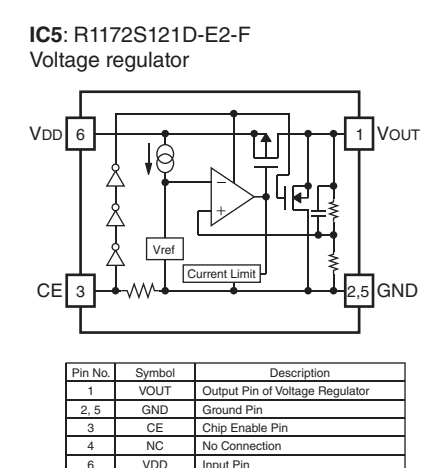 IC5: R1172S121D-E2-F
Voltage regulator
VDD 6
1 VOUT
−
+
Vref
Current Limit
CE 3
2,5 GND
Pin No. Symbol Description
1 VOUT Output Pin of Voltage Regulator
2, 5 GND Ground Pin
3 CE Chip Enable Pin
4 NC No Connection
6 VDD Input Pin